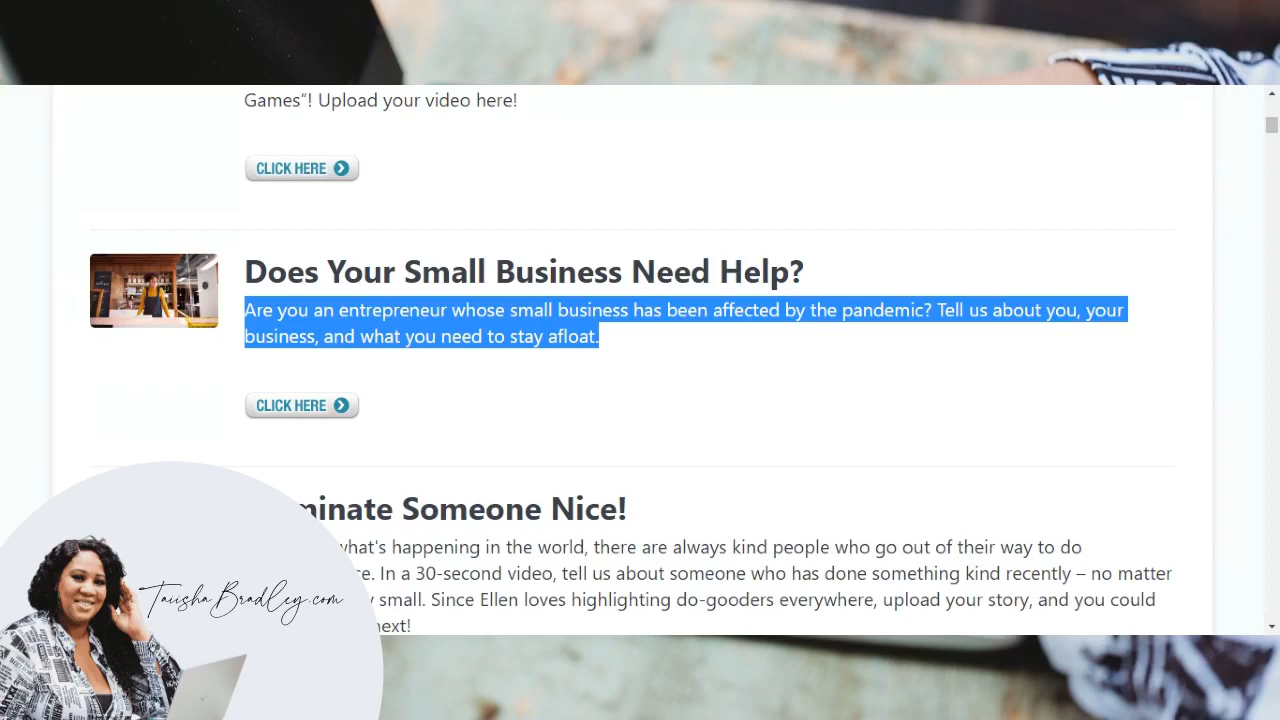 Games"! Upload your video here!
CLICK HERE
Does Your Small Business Need Help?
Are you an entrepreneur whose small business has been affected by the pandemic? Tell us about you, your
business, and what you need to stay afloat.
CLICK HERE
minate Someone Nice!
what's happening in the world, there are always kind people who go out of their way to do
ce. In a 30-second video, tell us about someone who has done something kind recently – no matter
small. Since Ellen loves highlighting do-gooders everywhere, upload your story, and you could
next!
TaiishaBradley.com